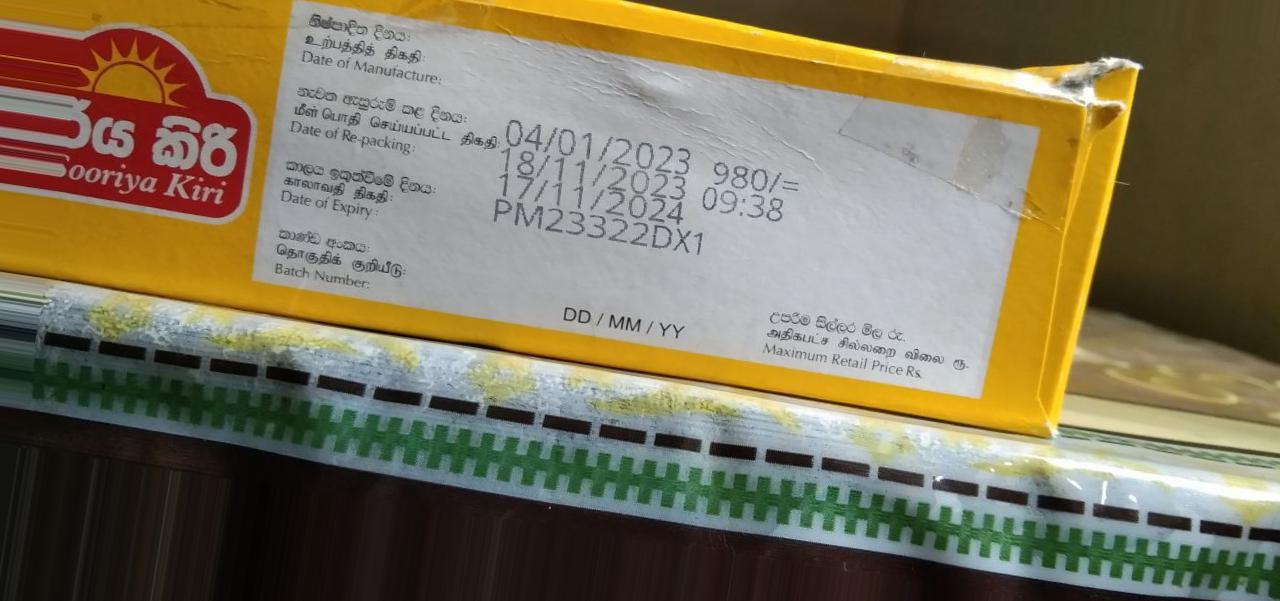 ය කිරි
ooriya Kiri
නිෂ්පාදිත දිනය:
உற்பத்தித் திகதி:
Date of Manufacture:
නැවත ඇසුරුම් කළ දිනය:
மீள் பொதி செய்யப்பட்ட திகதி:
Date of Re-packing:
කාලය ඉකුත්වීමේ දිනය:
காலாவதி திகதி:
Date of Expiry:
කාණ්ඩ අංකය:
தொகுதிக் குறியீடு:
Batch Number:
04/01/2023 980/=
18/11/2023 09:38
17/11/2024
PM23322DX1
DD / MM / YY
උපරිම සිල්ලර මිල රු.
அதிகபட்ச சில்லறை விலை ரூ.
Maximum Retail Price Rs.